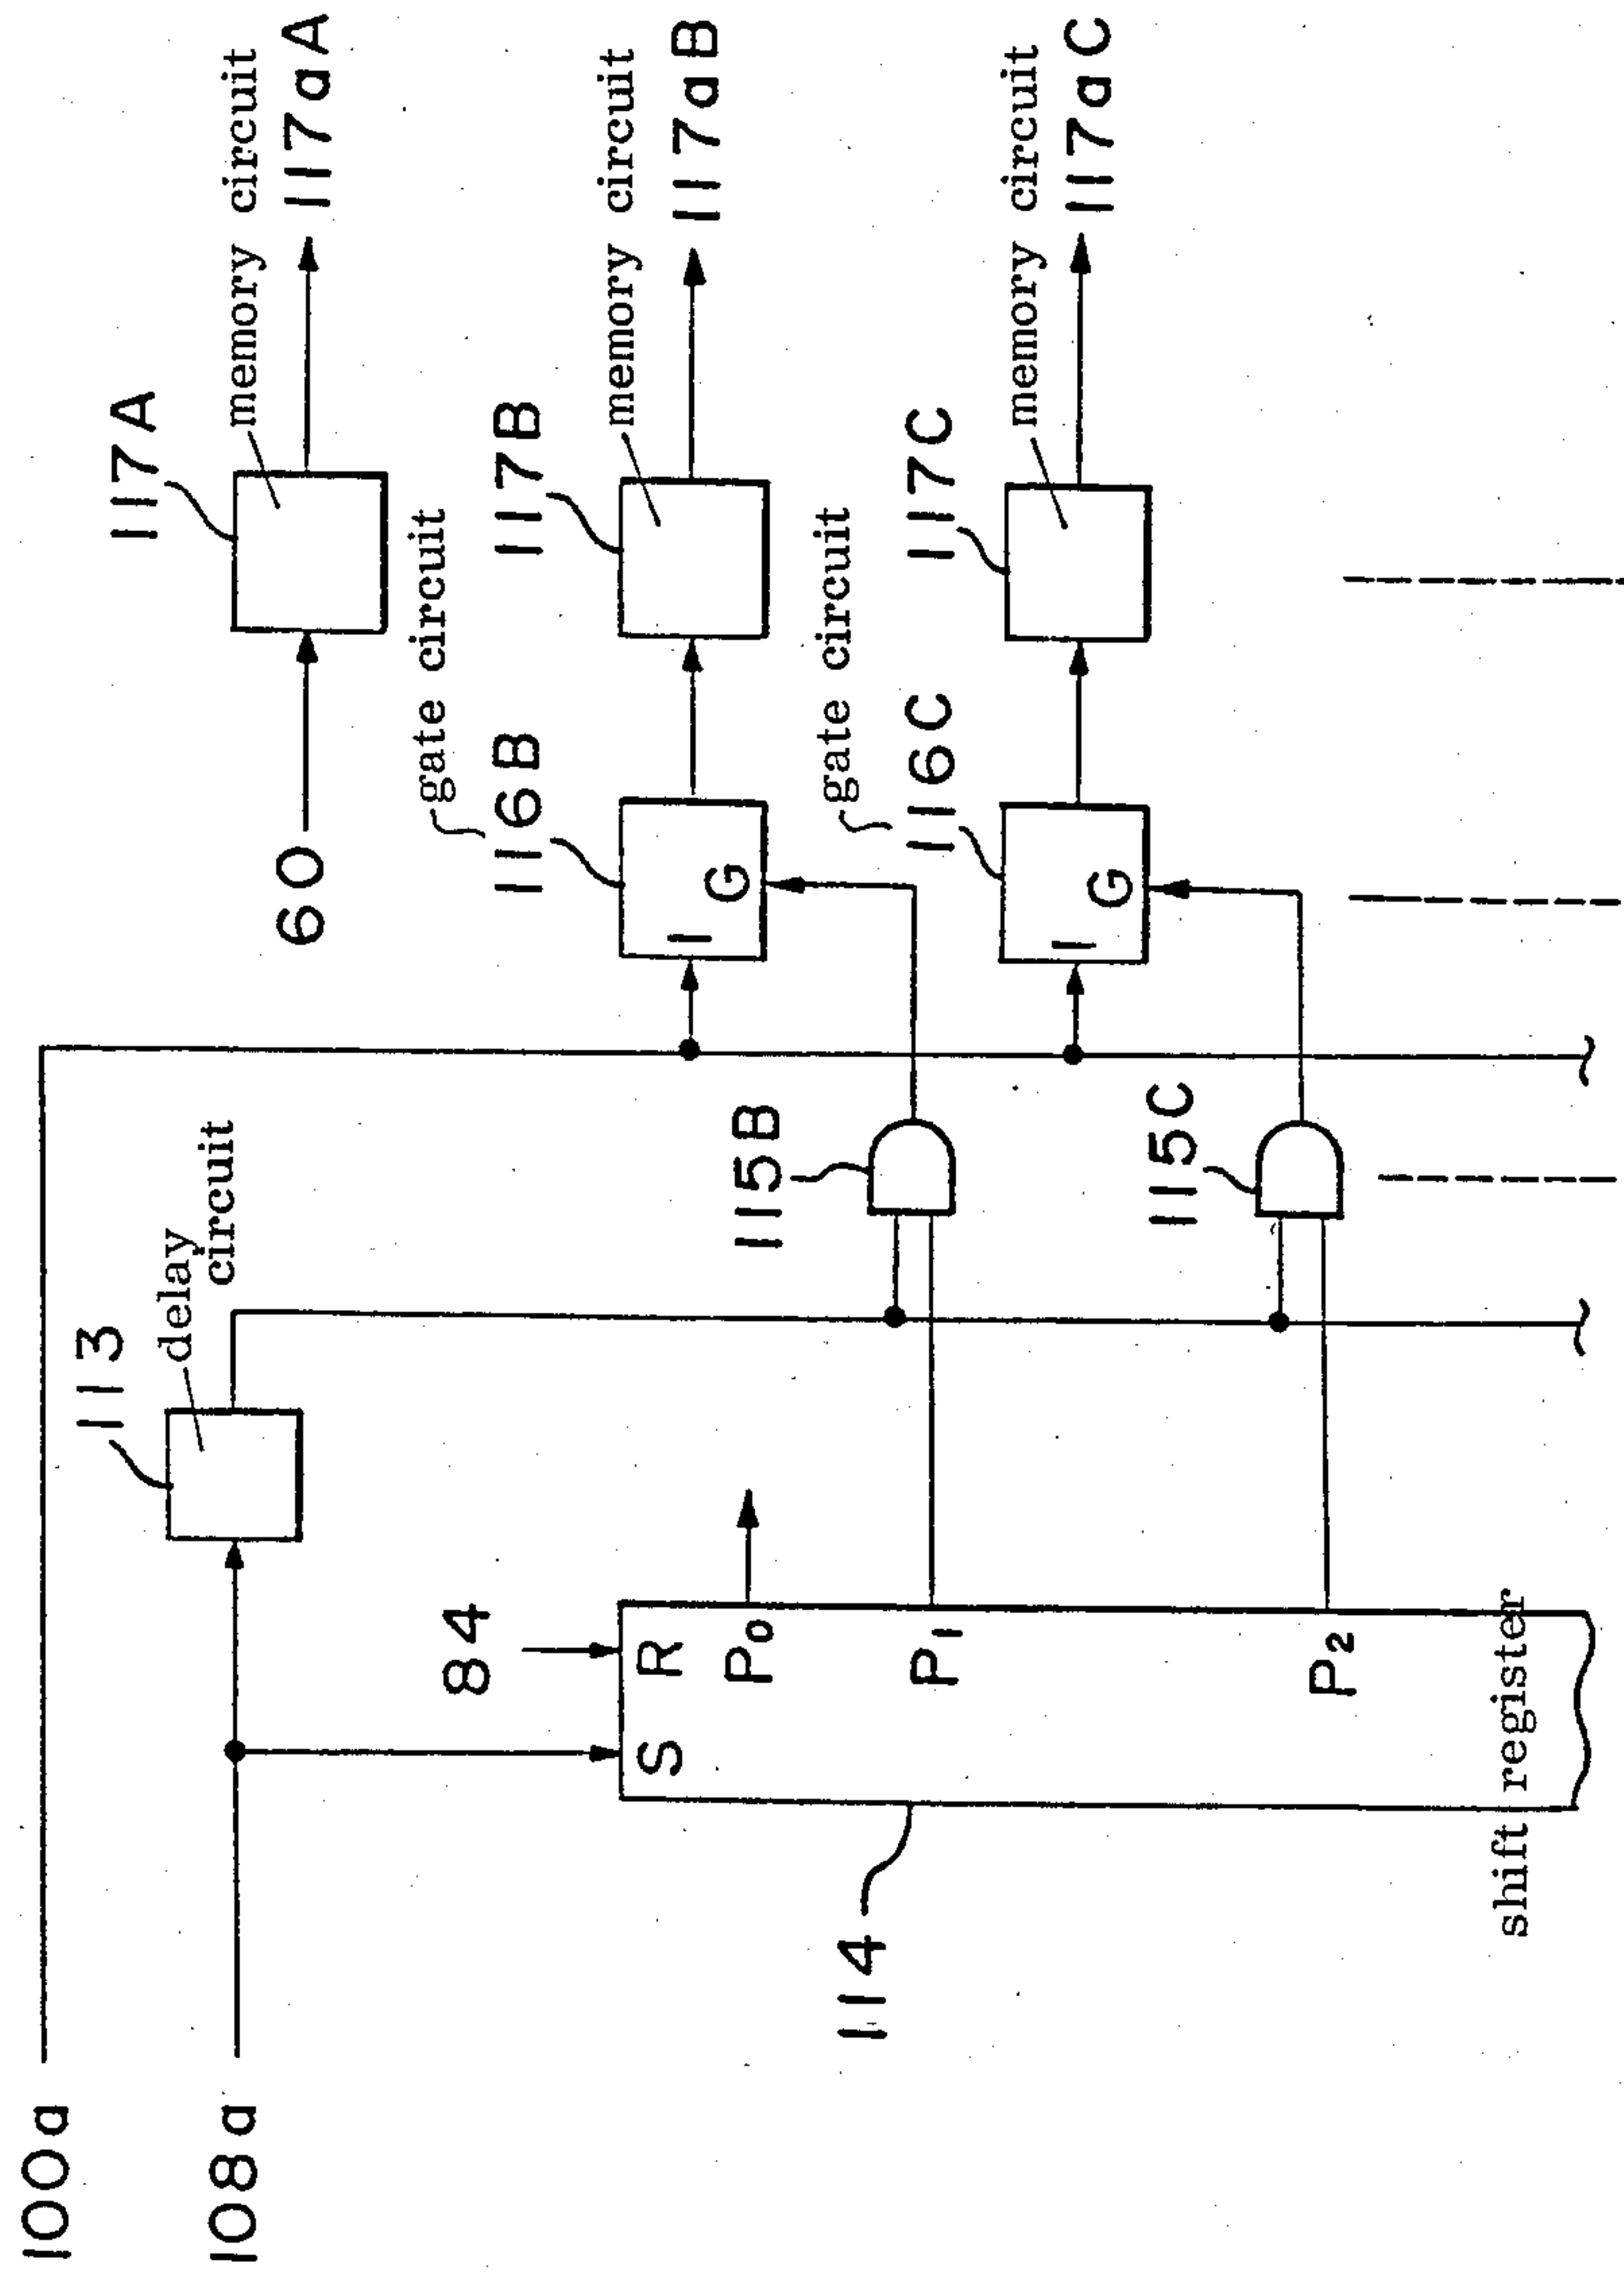 100a
108a
113
delay
circuit
84
S
R
P0
P1
P2
114
shift register
115B
115C
60
117A
memory circuit
117aA
gate circuit
116B
I
G
117B
memory circuit
117aB
gate circuit
116C
I
G
117C
memory circuit
117aC